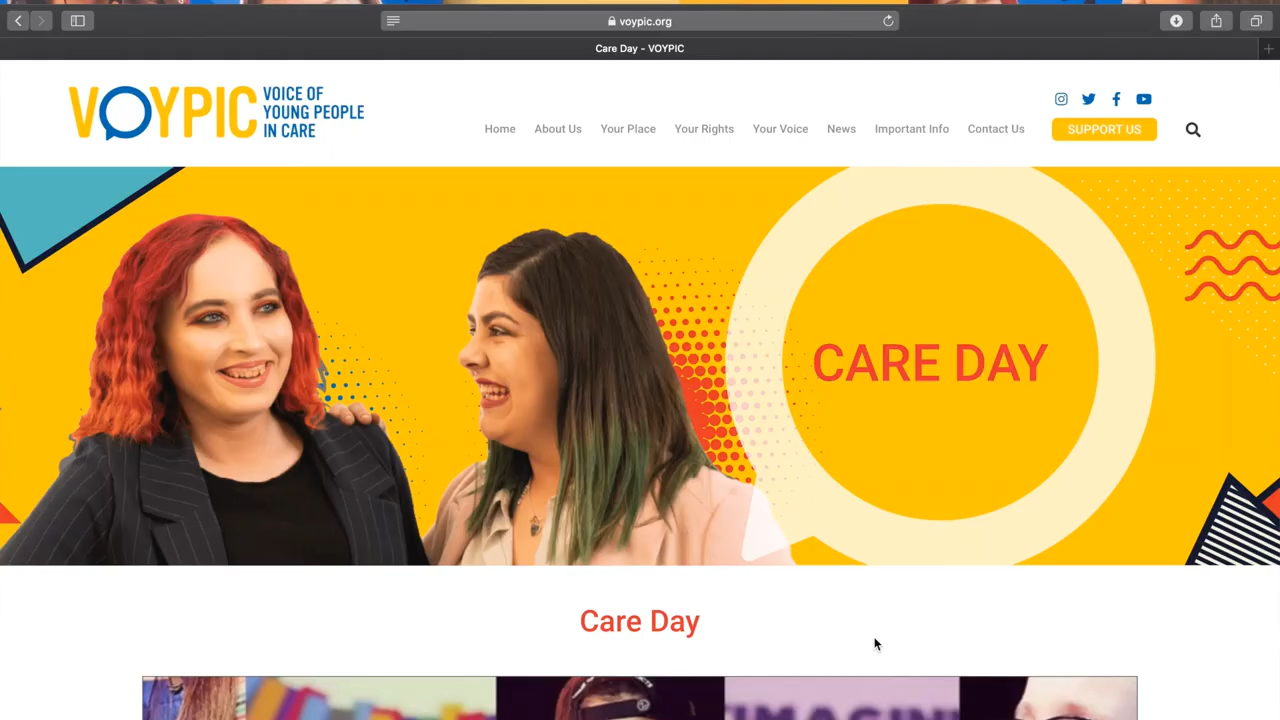 voypic.org
Care Day - VOYPIC
VOYPIC
VOICE OF
YOUNG PEOPLE
IN CARE
Home About Us Your Place Your Rights Your Voice News Important Info Contact Us SUPPORT US
CARE DAY
Care Day